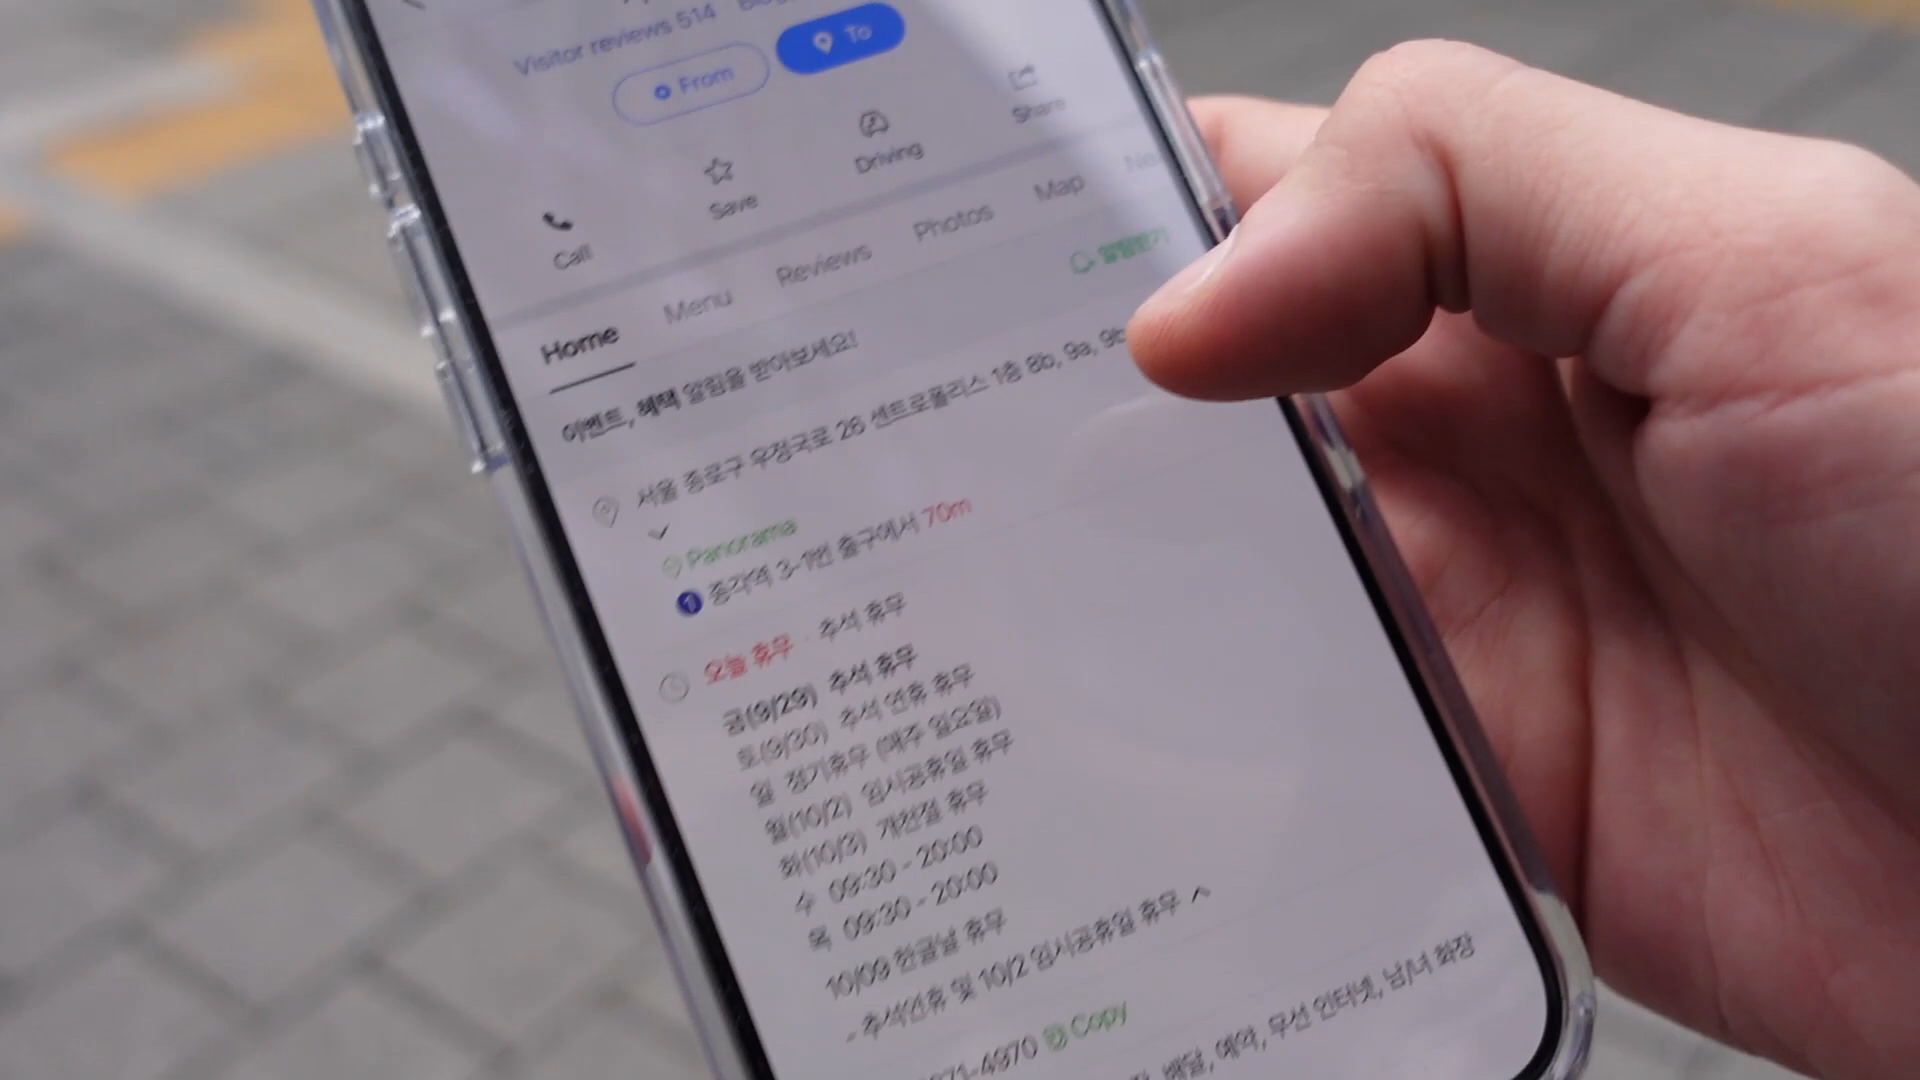 Visitor reviews 514
From
To
Call
Save
Driving
Share
Home
Menu
Reviews
Photos
Map
이벤트, 혜택 알림을 받아보세요!
알림받기
서울 종로구 우정국로 26 센트로폴리스 1층 8b, 9a, 9b
Panorama
1 종각역 3-1번 출구에서 70m
오늘 휴무 · 추석 휴무
금(9/29) 추석 휴무
토(9/30) 추석 연휴 휴무
일 정기휴무 (매주 일요일)
월(10/2) 임시공휴일 휴무
화(10/3) 개천절 휴무
수 09:30 - 20:00
목 09:30 - 20:00
10/09 한글날 휴무
- 추석연휴 및 10/2 임시공휴일 휴무
71-4970 Copy
배달, 예약, 무선 인터넷, 남/녀 화장